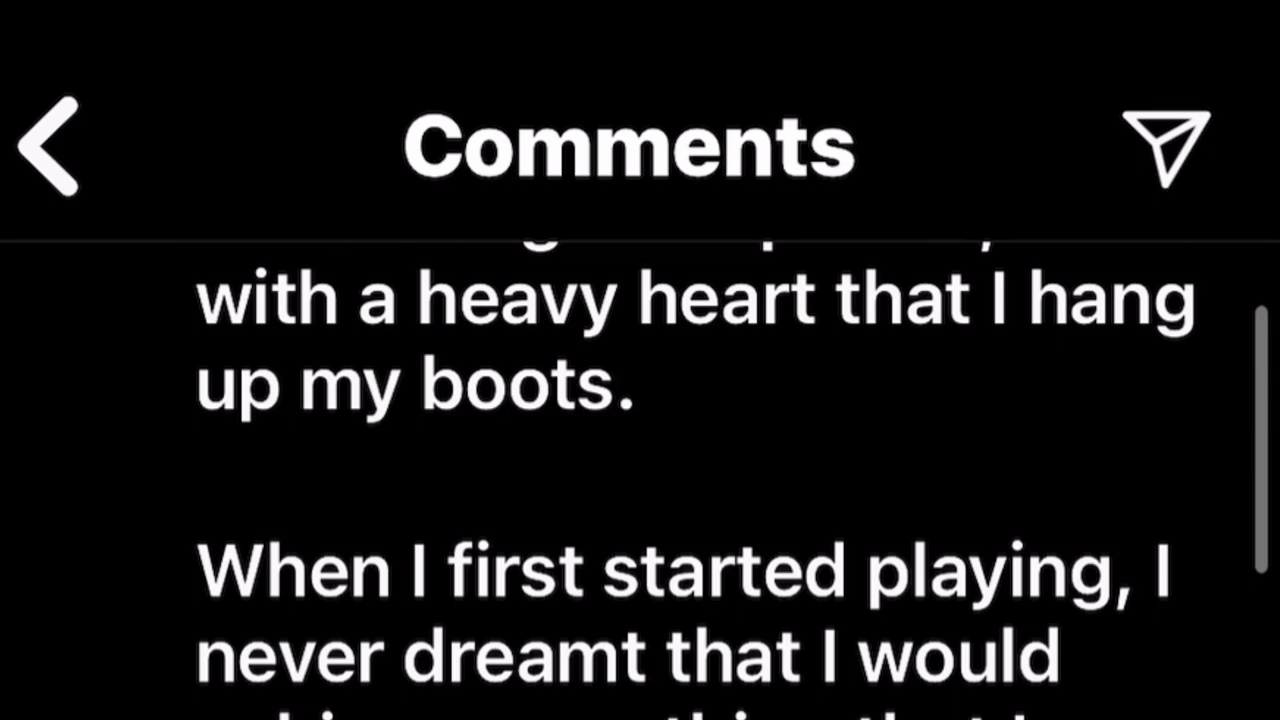 Comments
with a heavy heart that I hang
up my boots.
When I first started playing, I
never dreamt that I would